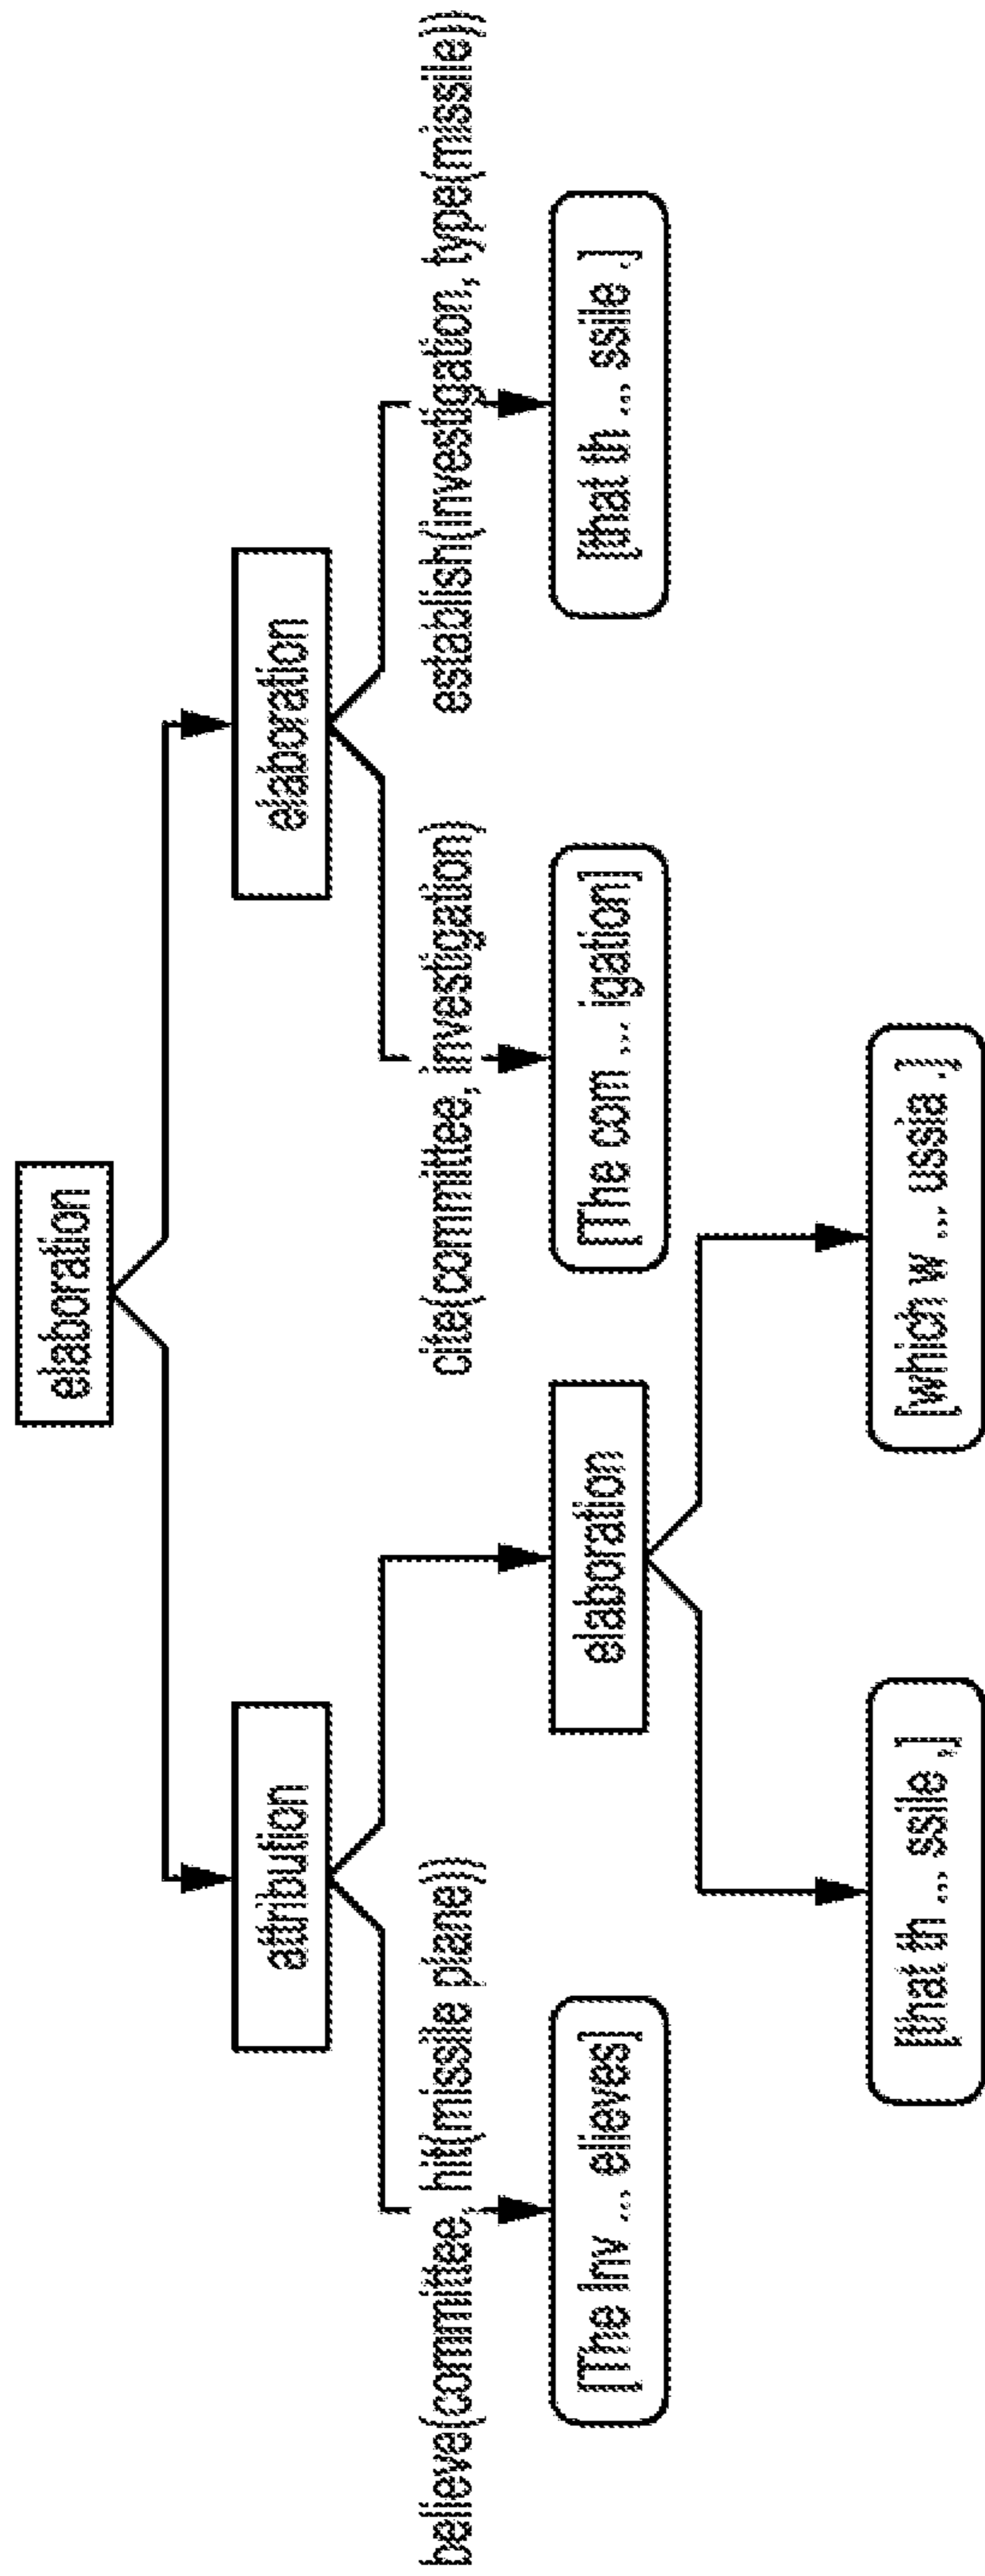 elaboration
attribution
elaboration
believe(committee, hit(missile plane))
cite(committee, investigation)
establish(investigation, type(missile))
[The Inv ... elieves]
elaboration
[The com ... igation]
[that th ... ssile .]
[that th ... ssile ,]
[which w ... ussia .]